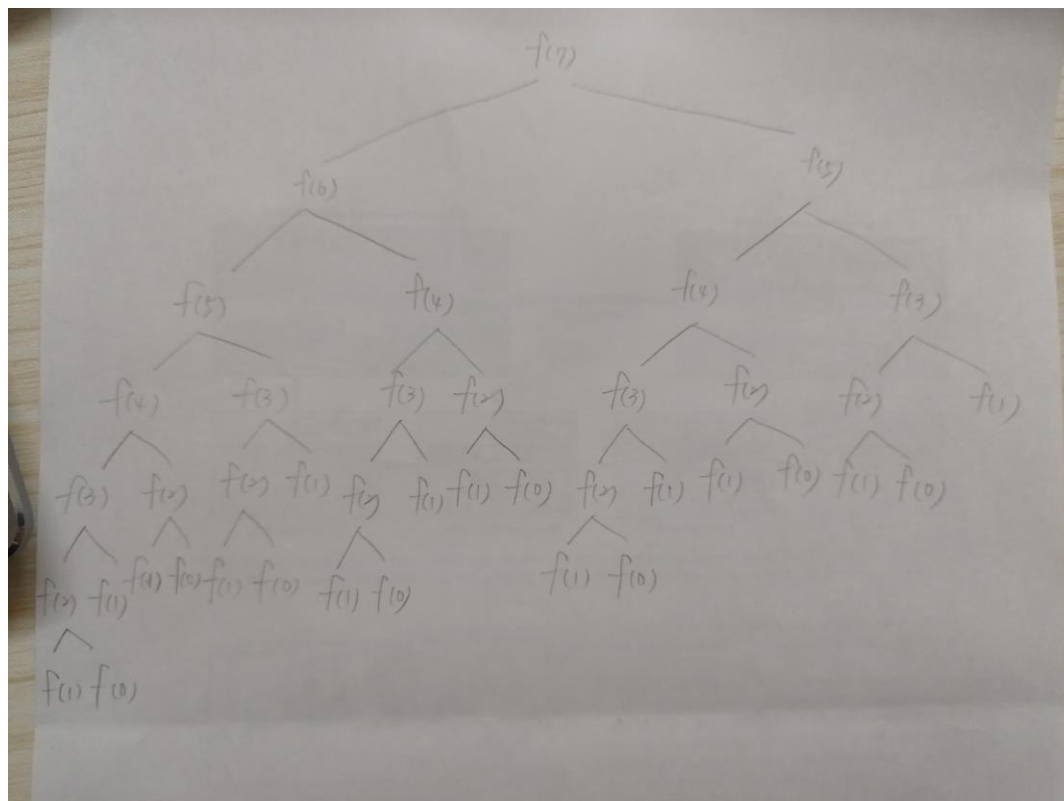 f(7)
f(6) f(5)
f(5) f(4) f(4) f(3)
f(4) f(3) f(3) f(2) f(3) f(2) f(2) f(1)
f(3) f(2) f(2) f(1) f(2) f(1) f(1) f(0) f(2) f(1) f(1) f(0) f(1) f(0)
f(2) f(1) f(1) f(0) f(1) f(0) f(1) f(0) f(1) f(0)
f(1) f(0)